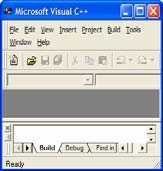 Microsoft Visual C++
File Edit View Insert Project Build Tools
Window Help
Build Debug Find in
Ready